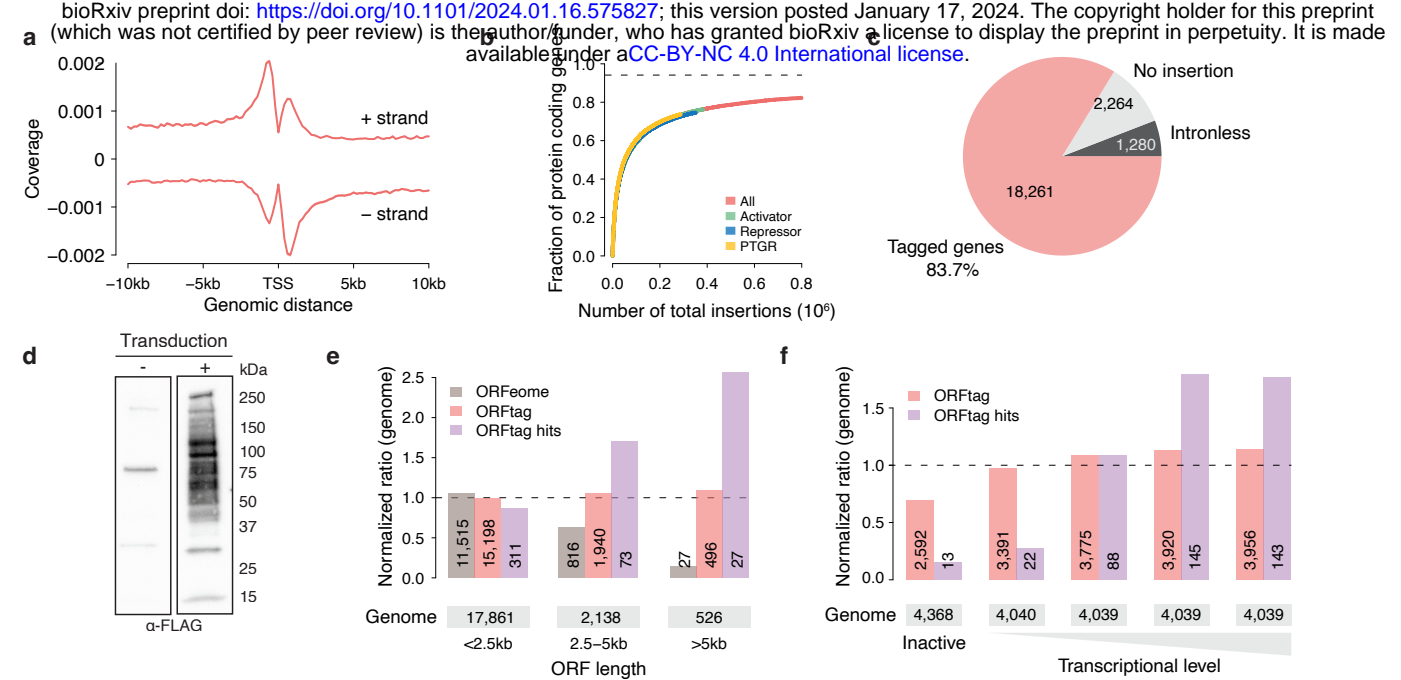 bioRxiv preprint doi: https://doi.org/10.1101/2024.01.16.575827; this version posted January 17, 2024. The copyright holder for this preprint
(which was not certified by peer review) is the author/funder, who has granted bioRxiv a license to display the preprint in perpetuity. It is made
available under aCC-BY-NC 4.0 International license.
a
0.002
0.001
0
−0.001
−0.002
Coverage
+ strand
− strand
−10kb
−5kb
TSS
5kb
10kb
Genomic distance
b
Fraction of protein coding genes
1.0
0.8
0.6
0.4
0.2
0.0
All
Activator
Repressor
PTGR
0.0
0.2
0.4
0.6
0.8
Number of total insertions (10⁶)
c
No insertion
2,264
Intronless
1,280
18,261
Tagged genes
83.7%
d
Transduction
-
+
kDa
250
150
100
75
50
37
25
15
α-FLAG
e
Normalized ratio (genome)
2.5
2.0
1.5
1.0
0.5
0.0
ORFeome
ORFtag
ORFtag hits
11,515
15,198
311
816
1,940
73
27
496
27
Genome
17,861
2,138
526
<2.5kb
2.5−5kb
>5kb
ORF length
f
Normalized ratio (genome)
1.5
1.0
0.5
0.0
ORFtag
ORFtag hits
2,592
13
3,391
22
3,775
88
3,920
145
3,956
143
Genome
4,368
4,040
4,039
4,039
4,039
Inactive
Transcriptional level